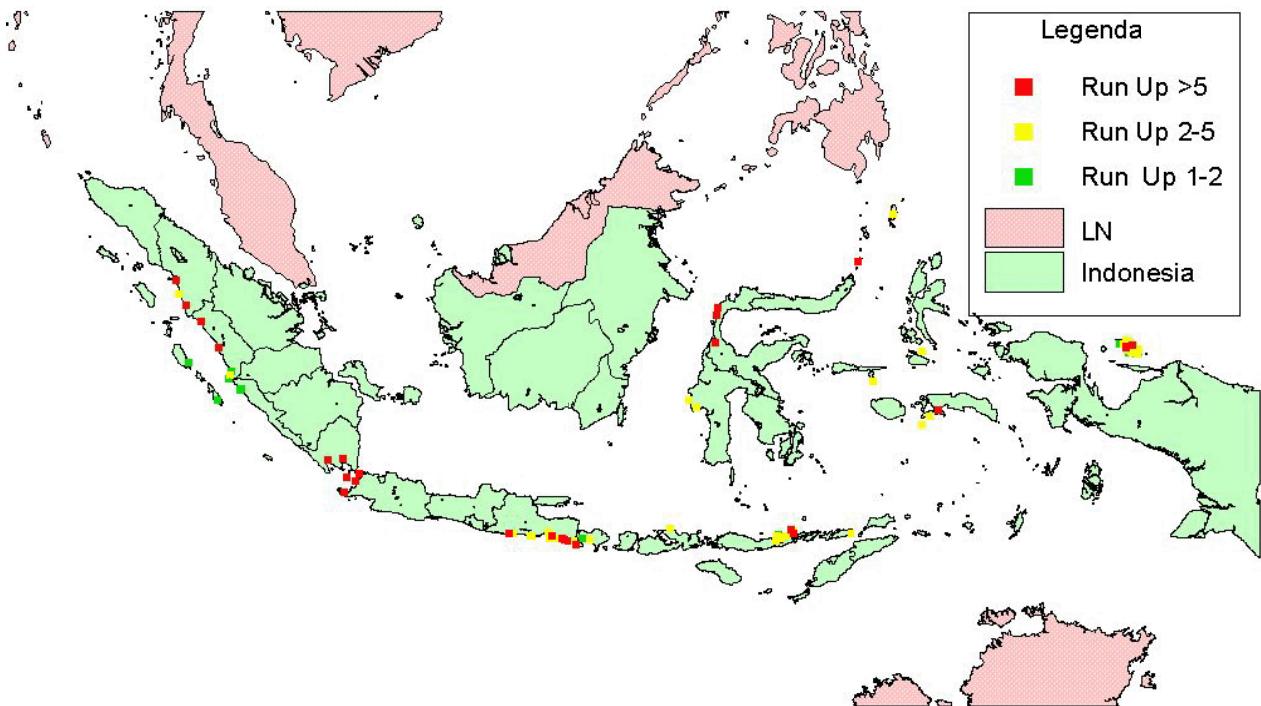 Legenda
Run Up >5
Run Up 2-5
Run Up 1-2
LN
Indonesia